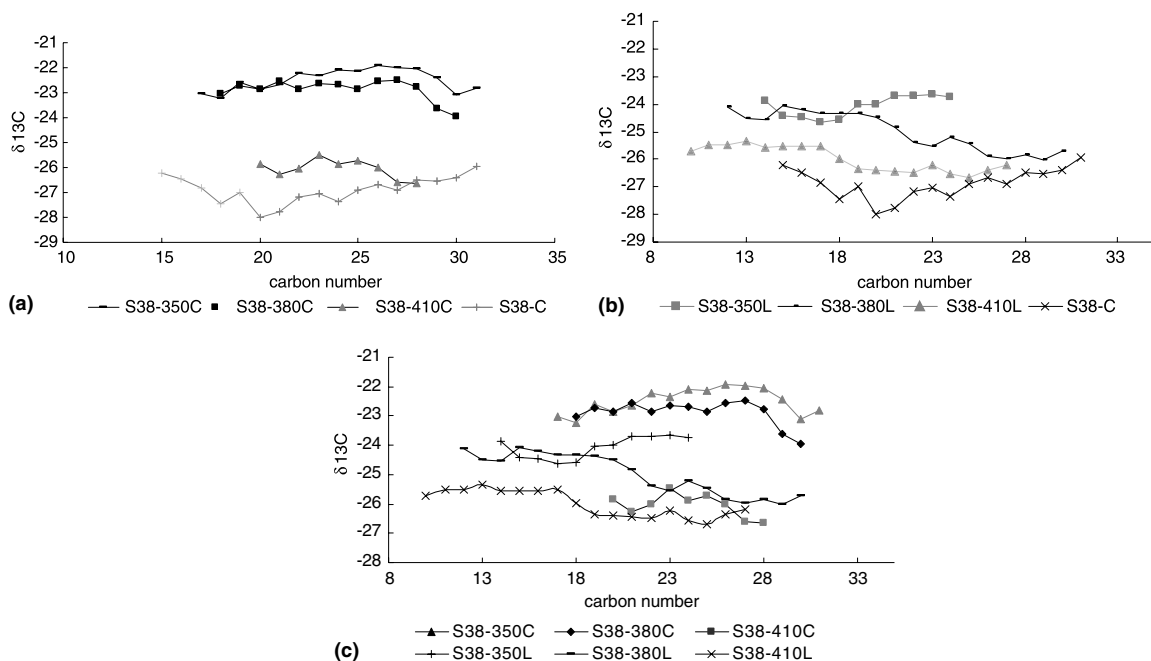 -21
-22
-23
-24
-25
-26
-27
-28
-29
δ13C
10
15
20
25
30
35
carbon number
(a)
S38-350C
S38-380C
S38-410C
S38-C
-21
-22
-23
-24
-25
-26
-27
-28
-29
δ13C
8
13
18
23
28
33
carbon number
(b)
S38-350L
S38-380L
S38-410L
S38-C
-21
-22
-23
-24
-25
-26
-27
-28
δ13C
8
13
18
23
28
33
carbon number
(c)
S38-350C
S38-380C
S38-410C
S38-350L
S38-380L
S38-410L